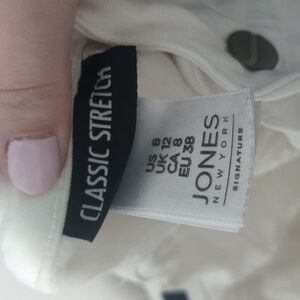 CLASSIC STRETCH
US 8
UK 12
CA 8
EU 38
JONES
NEW YORK
SIGNATURE